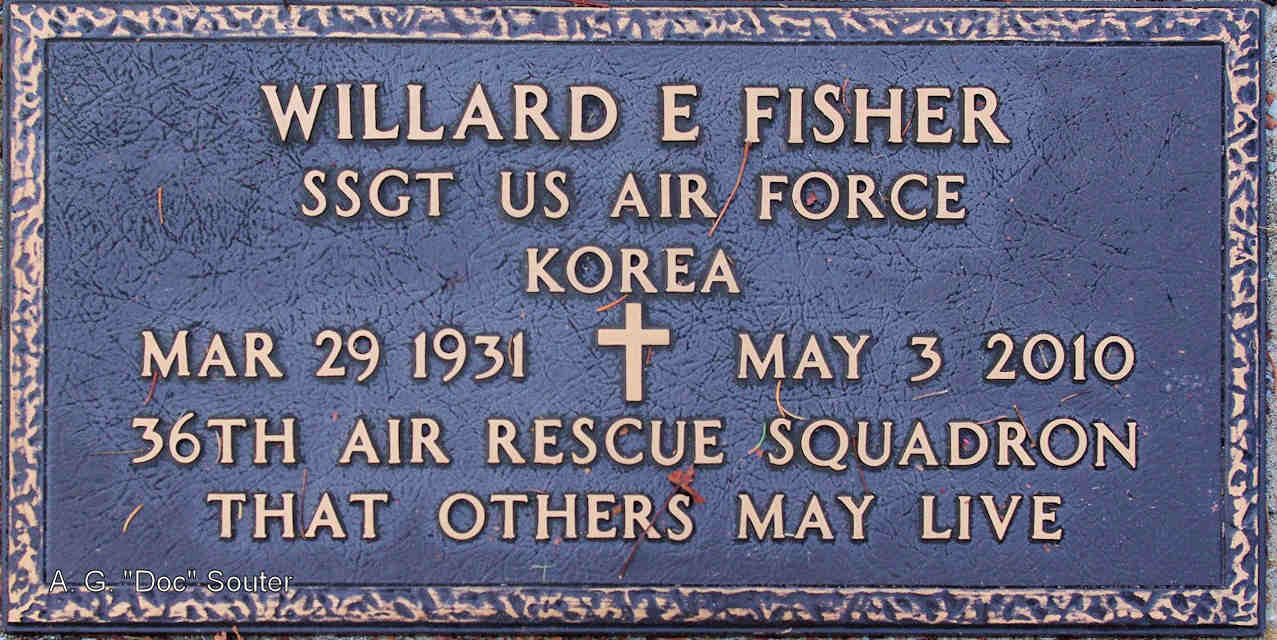 WILLARD E FISHER
SSGT US AIR FORCE
KOREA
MAR 29 1931 MAY 3 2010
36TH AIR RESCUE SQUADRON
THAT OTHERS MAY LIVE
A. G. "Doc" Souter